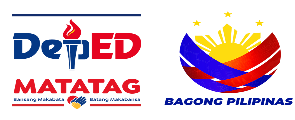 DepED
MATATAG
Bansang Makabata Batang Makabansa
BAGONG PILIPINAS